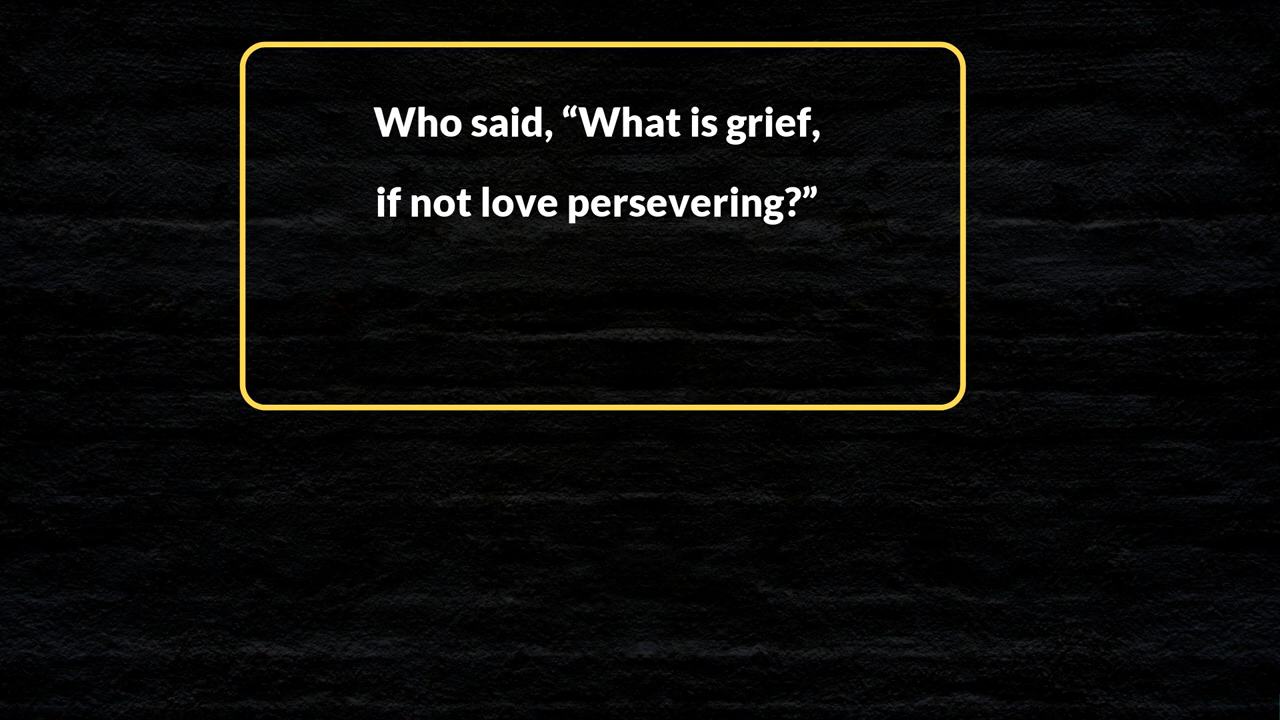 Who said, “What is grief,
if not love persevering?”